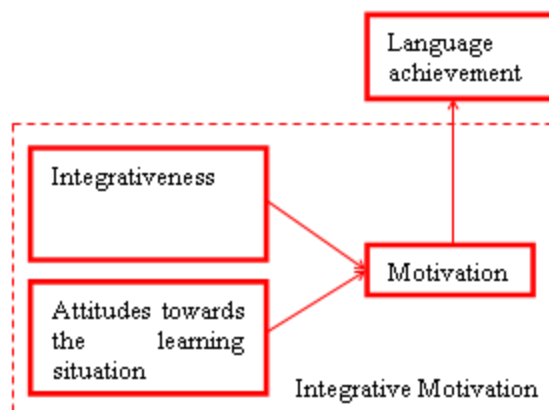 Language
achievement
Integrativeness
Motivation
Attitudes towards
the learning
situation
Integrative Motivation